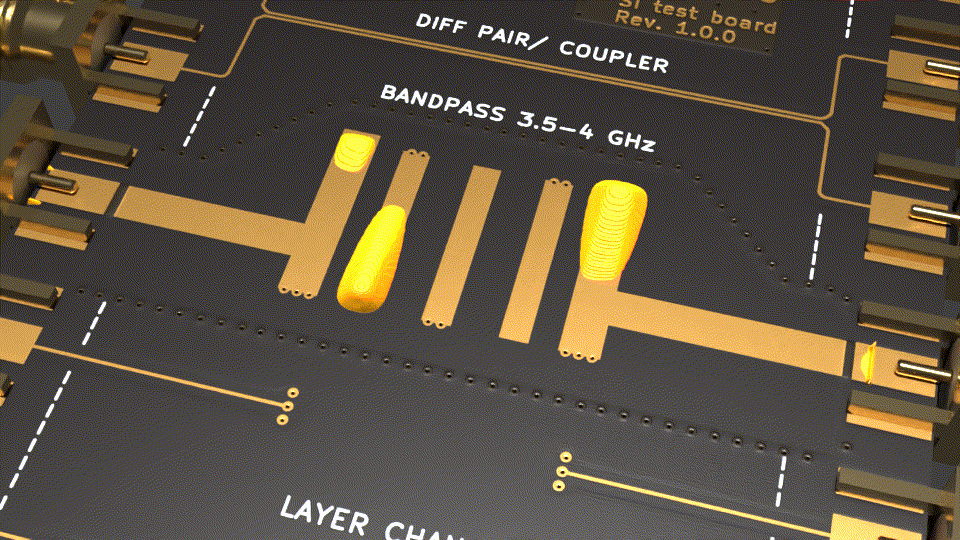 SI test board
Rev. 1.0.0
DIFF PAIR/ COUPLER
BANDPASS 3.5-4 GHz
LAYER CHAN